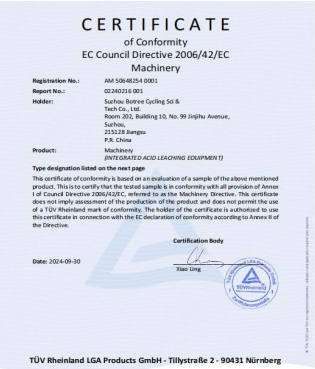 CERTIFICATE
of Conformity
EC Council Directive 2006/42/EC
Machinery
Registration No.: AM 50648254 0001
Report No.: 02240216 001
Holder: Suzhou Botree Cycling Sci &
Tech Co., Ltd.
Room 202, Building 10, No. 99 Jinjihu Avenue,
Suzhou,
215128 Jiangsu
P.R. China
Product: Machinery
(INTEGRATED ACID LEACHING EQUIPMENT)
Type designation listed on the next page
This certificate of conformity is based on an evaluation of a sample of the above mentioned
product. This is to certify that the tested sample is in conformity with all provision of Annex
I of Council Directive 2006/42/EC, referred to as the Machinery Directive. This certificate
does not imply assessment of the production of the product and does not permit the use
of a TÜV Rheinland mark of conformity. The holder of the certificate is authorized to use
this certificate in connection with the EC declaration of conformity according to Annex II of
the Directive.
Certification Body
Date: 2024-09-30
Xiao Ling
TÜVRheinland
TÜV Rheinland LGA Products GmbH - Tillystraße 2 - 90431 Nürnberg